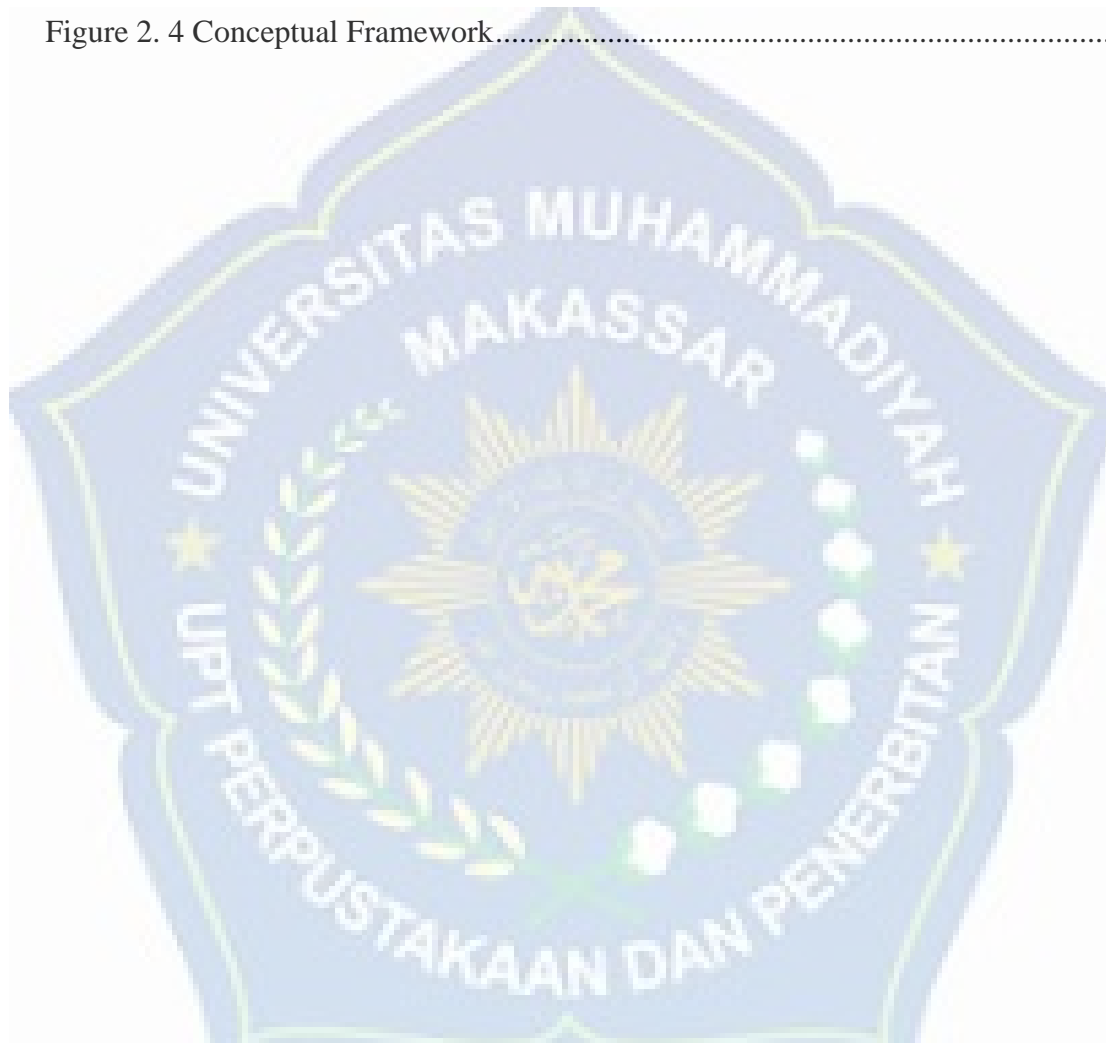 Figure 2. 4 Conceptual Framework............................................................................
UNIVERSITAS MUHAMMADIYAH
MAKASSAR
UPT PERPUSTAKAAN DAN PENERBITAN